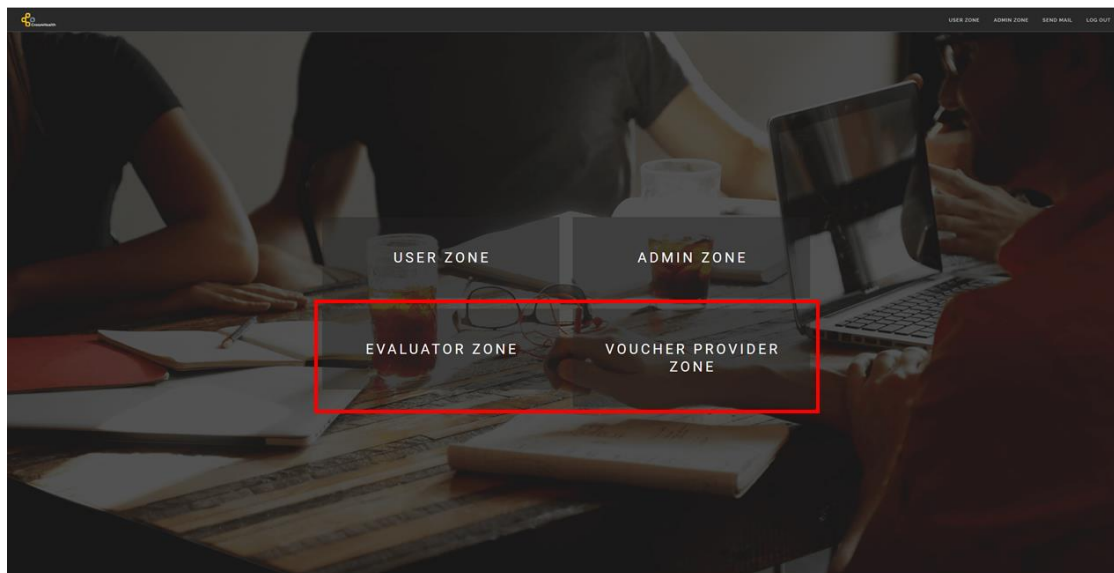 USER ZONE ADMIN ZONE SEND MAIL LOG OUT
USER ZONE
ADMIN ZONE
EVALUATOR ZONE
VOUCHER PROVIDER
ZONE